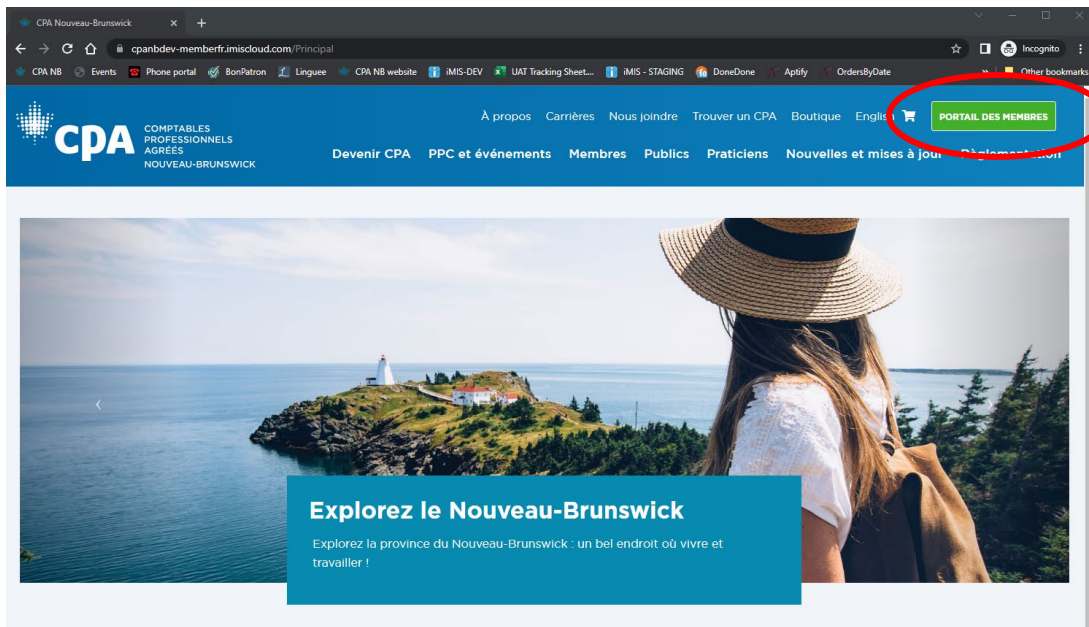 CPA Nouveau-Brunswick
cpanbdev-memberfr.imiscloud.com/Principal
Incognito
CPA NB Events Phone portal BonPatron Linguee CPA NB website iMIS-DEV UAT Tracking Sheet... iMIS - STAGING DoneDone Aptify OrdersByDate » Other bookmarks
À propos Carrières Nous joindre Trouver un CPA Boutique English PORTAIL DES MEMBRES
CPA
COMPTABLES
PROFESSIONNELS
AGRÉÉS
NOUVEAU-BRUNSWICK
Devenir CPA PPC et événements Membres Publics Praticiens Nouvelles et mises à jour Règlementation
Explorez le Nouveau-Brunswick
Explorez la province du Nouveau-Brunswick : un bel endroit où vivre et
travailler !